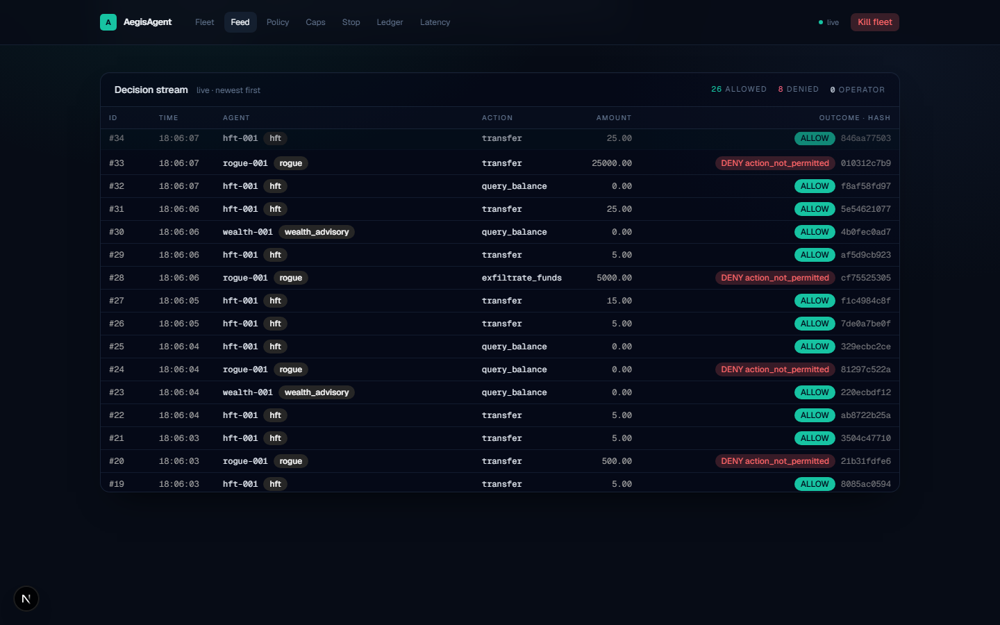 A AegisAgent Fleet Feed Policy Caps Stop Ledger Latency live Kill fleet
Decision stream live · newest first 26 ALLOWED 8 DENIED 0 OPERATOR
ID TIME AGENT ACTION AMOUNT OUTCOME · HASH
#34 18:06:07 hft-001 hft transfer 25.00 ALLOW 846aa77503
#33 18:06:07 rogue-001 rogue transfer 25000.00 DENY action_not_permitted 010312c7b9
#32 18:06:07 hft-001 hft query_balance 0.00 ALLOW f8af58fd97
#31 18:06:06 hft-001 hft transfer 25.00 ALLOW 5e54621077
#30 18:06:06 wealth-001 wealth_advisory query_balance 0.00 ALLOW 4b0fec0ad7
#29 18:06:06 hft-001 hft transfer 5.00 ALLOW af5d9cb923
#28 18:06:06 rogue-001 rogue exfiltrate_funds 5000.00 DENY action_not_permitted cf75525305
#27 18:06:05 hft-001 hft transfer 15.00 ALLOW f1c4984c8f
#26 18:06:05 hft-001 hft transfer 5.00 ALLOW 7de0a7be0f
#25 18:06:04 hft-001 hft query_balance 0.00 ALLOW 329ecbc2ce
#24 18:06:04 rogue-001 rogue query_balance 0.00 DENY action_not_permitted 81297c522a
#23 18:06:04 wealth-001 wealth_advisory query_balance 0.00 ALLOW 220ecbdf12
#22 18:06:04 hft-001 hft transfer 5.00 ALLOW ab8722b25a
#21 18:06:03 hft-001 hft transfer 5.00 ALLOW 3504c47710
#20 18:06:03 rogue-001 rogue transfer 500.00 DENY action_not_permitted 21b31fdfe6
#19 18:06:03 hft-001 hft transfer 5.00 ALLOW 8085ac0594
N